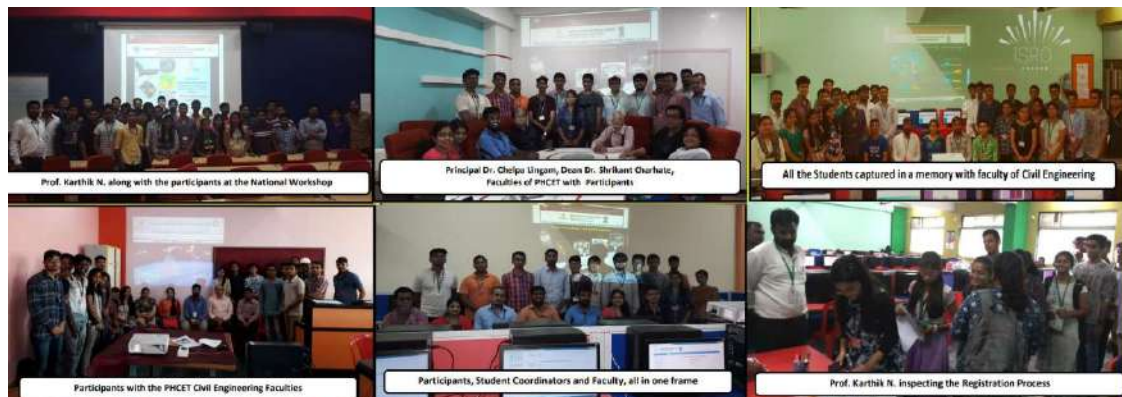 Prof. Karthik N. along with the participants at the National Workshop
Principal Dr. Chelpa Lingam, Dean Dr. Shrikant Charhate,
Faculties of PHCET with Participants
ISRO
All the Students captured in a memory with faculty of Civil Engineering
Participants with the PHCET Civil Engineering Faculties
Participants, Student Coordinators and Faculty, all in one frame
Prof. Karthik N. inspecting the Registration Process